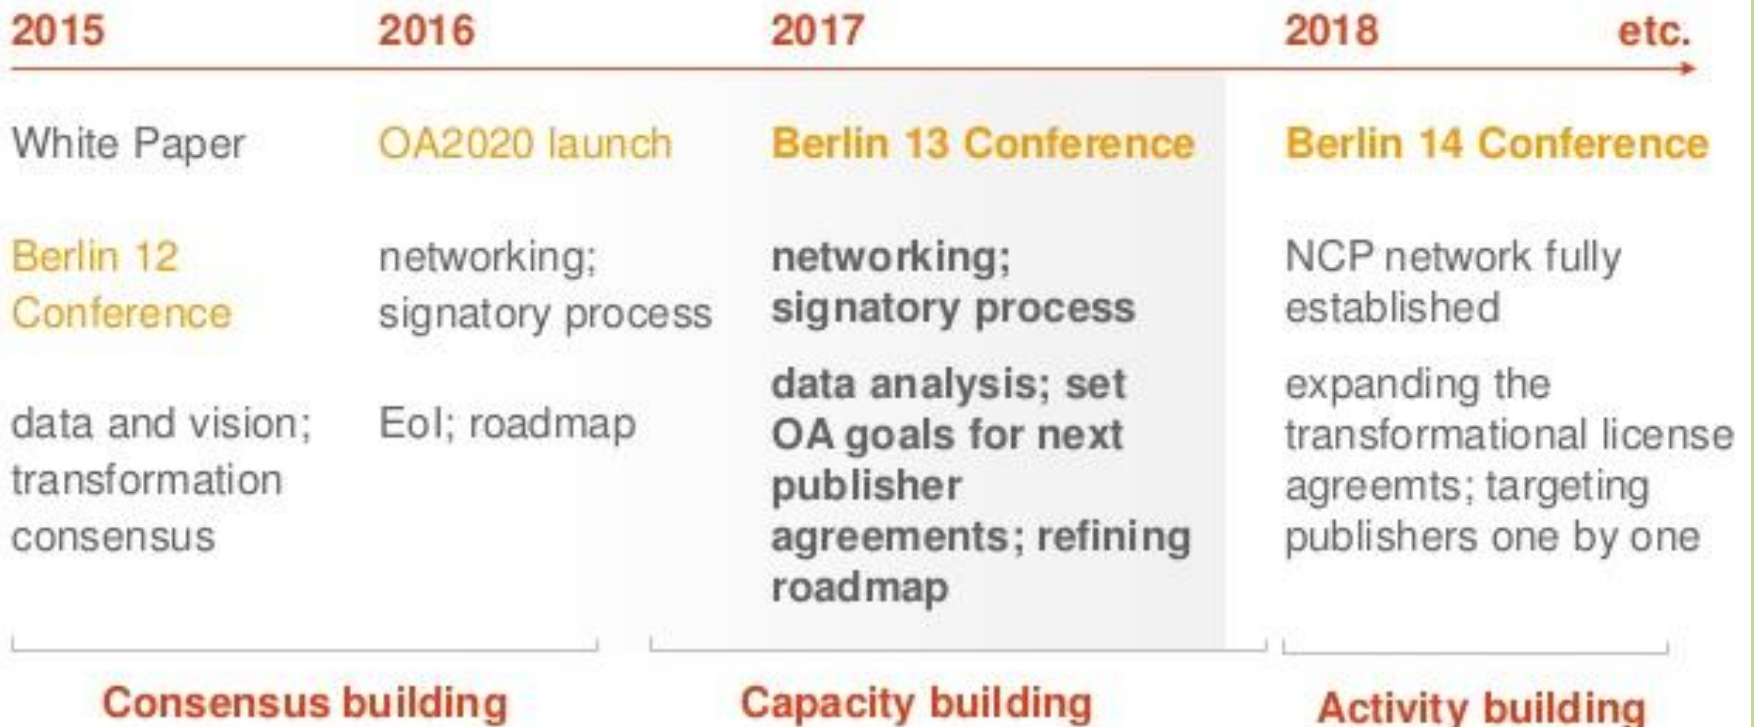 2015 2016 2017 2018 etc.
White Paper
Berlin 12
Conference
data and vision;
transformation
consensus
OA2020 launch
networking;
signatory process
EoI; roadmap
Berlin 13 Conference
networking;
signatory process
data analysis; set
OA goals for next
publisher
agreements; refining
roadmap
Berlin 14 Conference
NCP network fully
established
expanding the
transformational license
agreemts; targeting
publishers one by one
Consensus building
Capacity building
Activity building